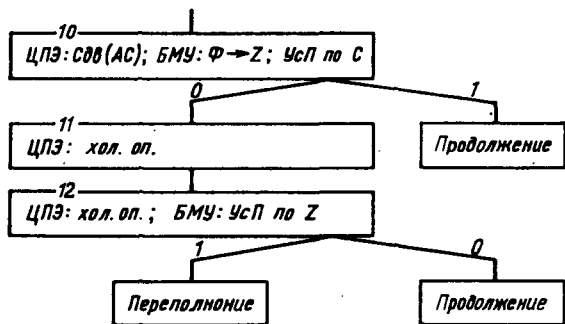 10
ЦПЭ: Сдв(АС); БМУ: Ф→Z; УсП по С
0
1
11
ЦПЭ: хол. оп.
Продолжение
12
ЦПЭ: хол. оп.; БМУ: УсП по Z
1
0
Переполноние
Продолжение